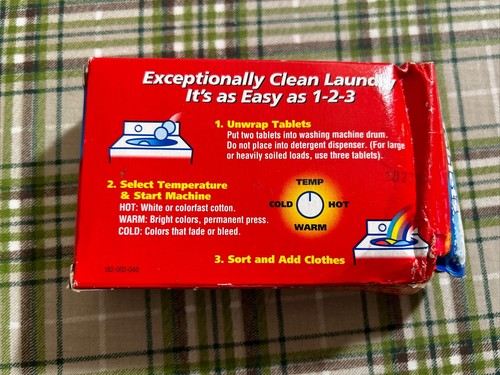 Exceptionally Clean Laundry
It's as Easy as 1-2-3
1. Unwrap Tablets
Put two tablets into washing machine drum.
Do not place into detergent dispenser. (For large
or heavily soiled loads, use three tablets).
2. Select Temperature
& Start Machine
HOT: White or colorfast cotton.
WARM: Bright colors, permanent press.
COLD: Colors that fade or bleed.
TEMP
COLD HOT
WARM
3. Sort and Add Clothes